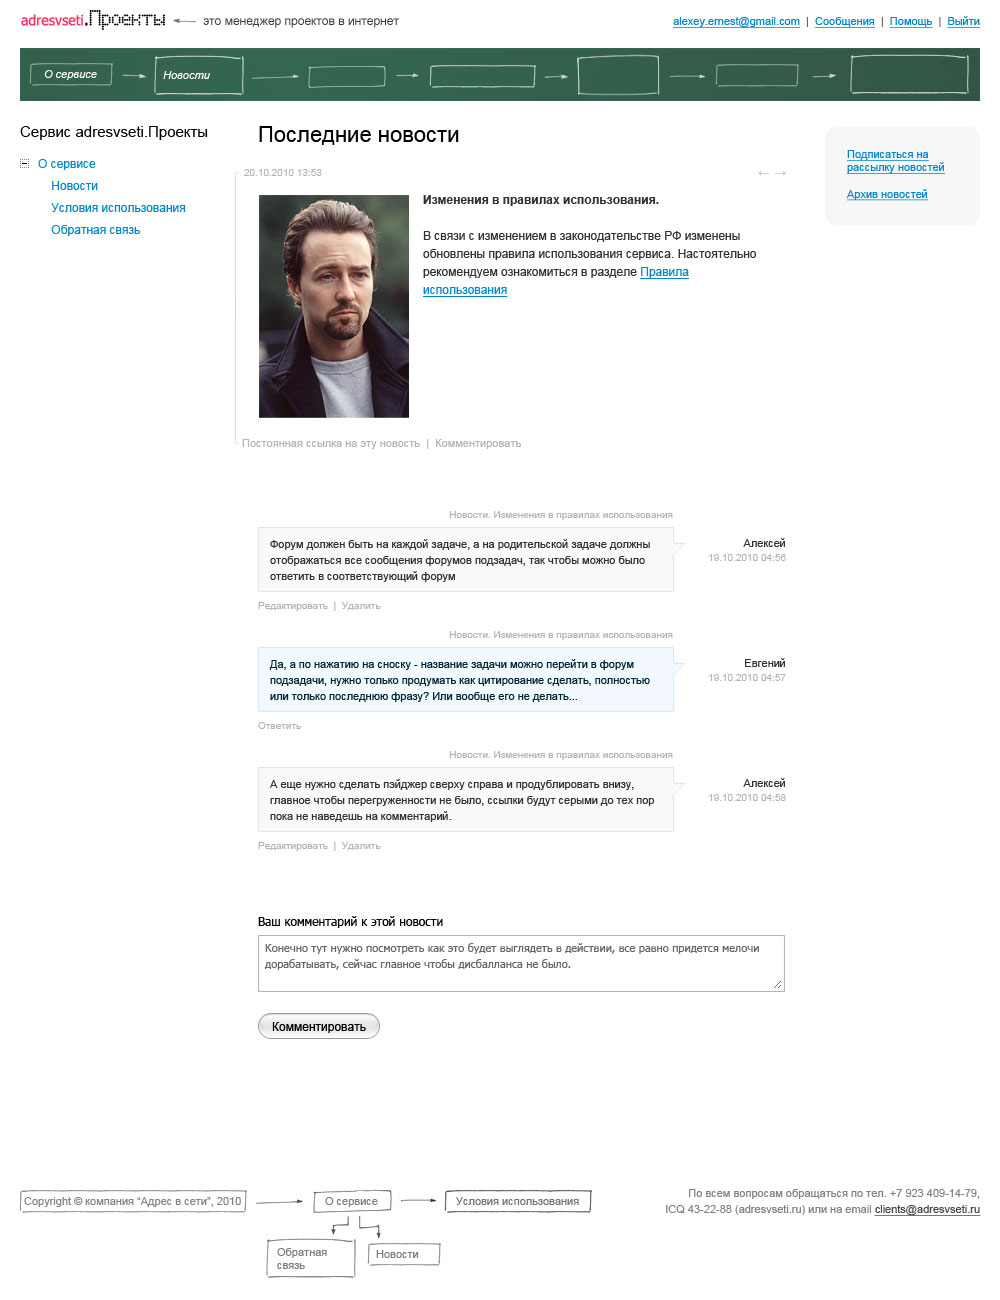 adresvseti.Проекты это менеджер проектов в интернет
alexey.ernest@gmail.com | Сообщения | Помощь | Выйти
О сервисе
Новости
Сервис adresvseti.Проекты
О сервисе
Новости
Условия использования
Обратная связь
Последние новости
20.10.2010 13:53
Изменения в правилах использования.
В связи с изменением в законодательстве РФ изменены
обновлены правила использования сервиса. Настоятельно
рекомендуем ознакомиться в разделе Правила
использования
Постоянная ссылка на эту новость | Комментировать
Подписаться на
рассылку новостей
Архив новостей
Новости. Изменения в правилах использования
Форум должен быть на каждой задаче, а на родительской задаче должны
отображаться все сообщения форумов подзадач, так чтобы можно было
ответить в соответствующий форум
Алексей
19.10.2010 04:56
Редактировать | Удалить
Новости. Изменения в правилах использования
Да, а по нажатию на сноску - название задачи можно перейти в форум
подзадачи, нужно только продумать как цитирование сделать, полностью
или только последнюю фразу? Или вообще его не делать...
Евгений
19.10.2010 04:57
Ответить
Новости. Изменения в правилах использования
А еще нужно сделать пэйджер сверху справа и продублировать внизу,
главное чтобы перегруженности не было, ссылки будут серыми до тех пор
пока не наведешь на комментарий.
Алексей
19.10.2010 04:58
Редактировать | Удалить
Ваш комментарий к этой новости
Конечно тут нужно посмотреть как это будет выглядеть в действии, все равно придется мелочи
дорабатывать, сейчас главное чтобы дисбалланса не было.
Комментировать
Copyright © компания “Адрес в сети”, 2010
О сервисе
Условия использования
Обратная
связь
Новости
По всем вопросам обращаться по тел. +7 923 409-14-79,
ICQ 43-22-88 (adresvseti.ru) или на email clients@adresvseti.ru